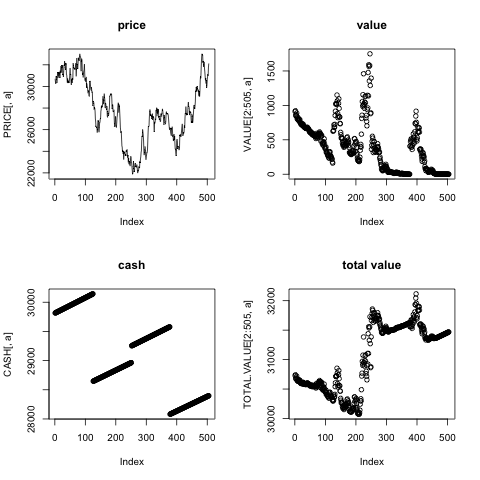 price
value
PRICE[, a]
22000 26000 30000
0 100 200 300 400 500
Index
VALUE[2:505, a]
0 500 1000 1500
0 100 200 300 400 500
Index
cash
total value
CASH[, a]
28000 29000 30000
0 100 200 300 400 500
Index
TOTAL.VALUE[2:505, a]
30000 31000 32000
0 100 200 300 400 500
Index